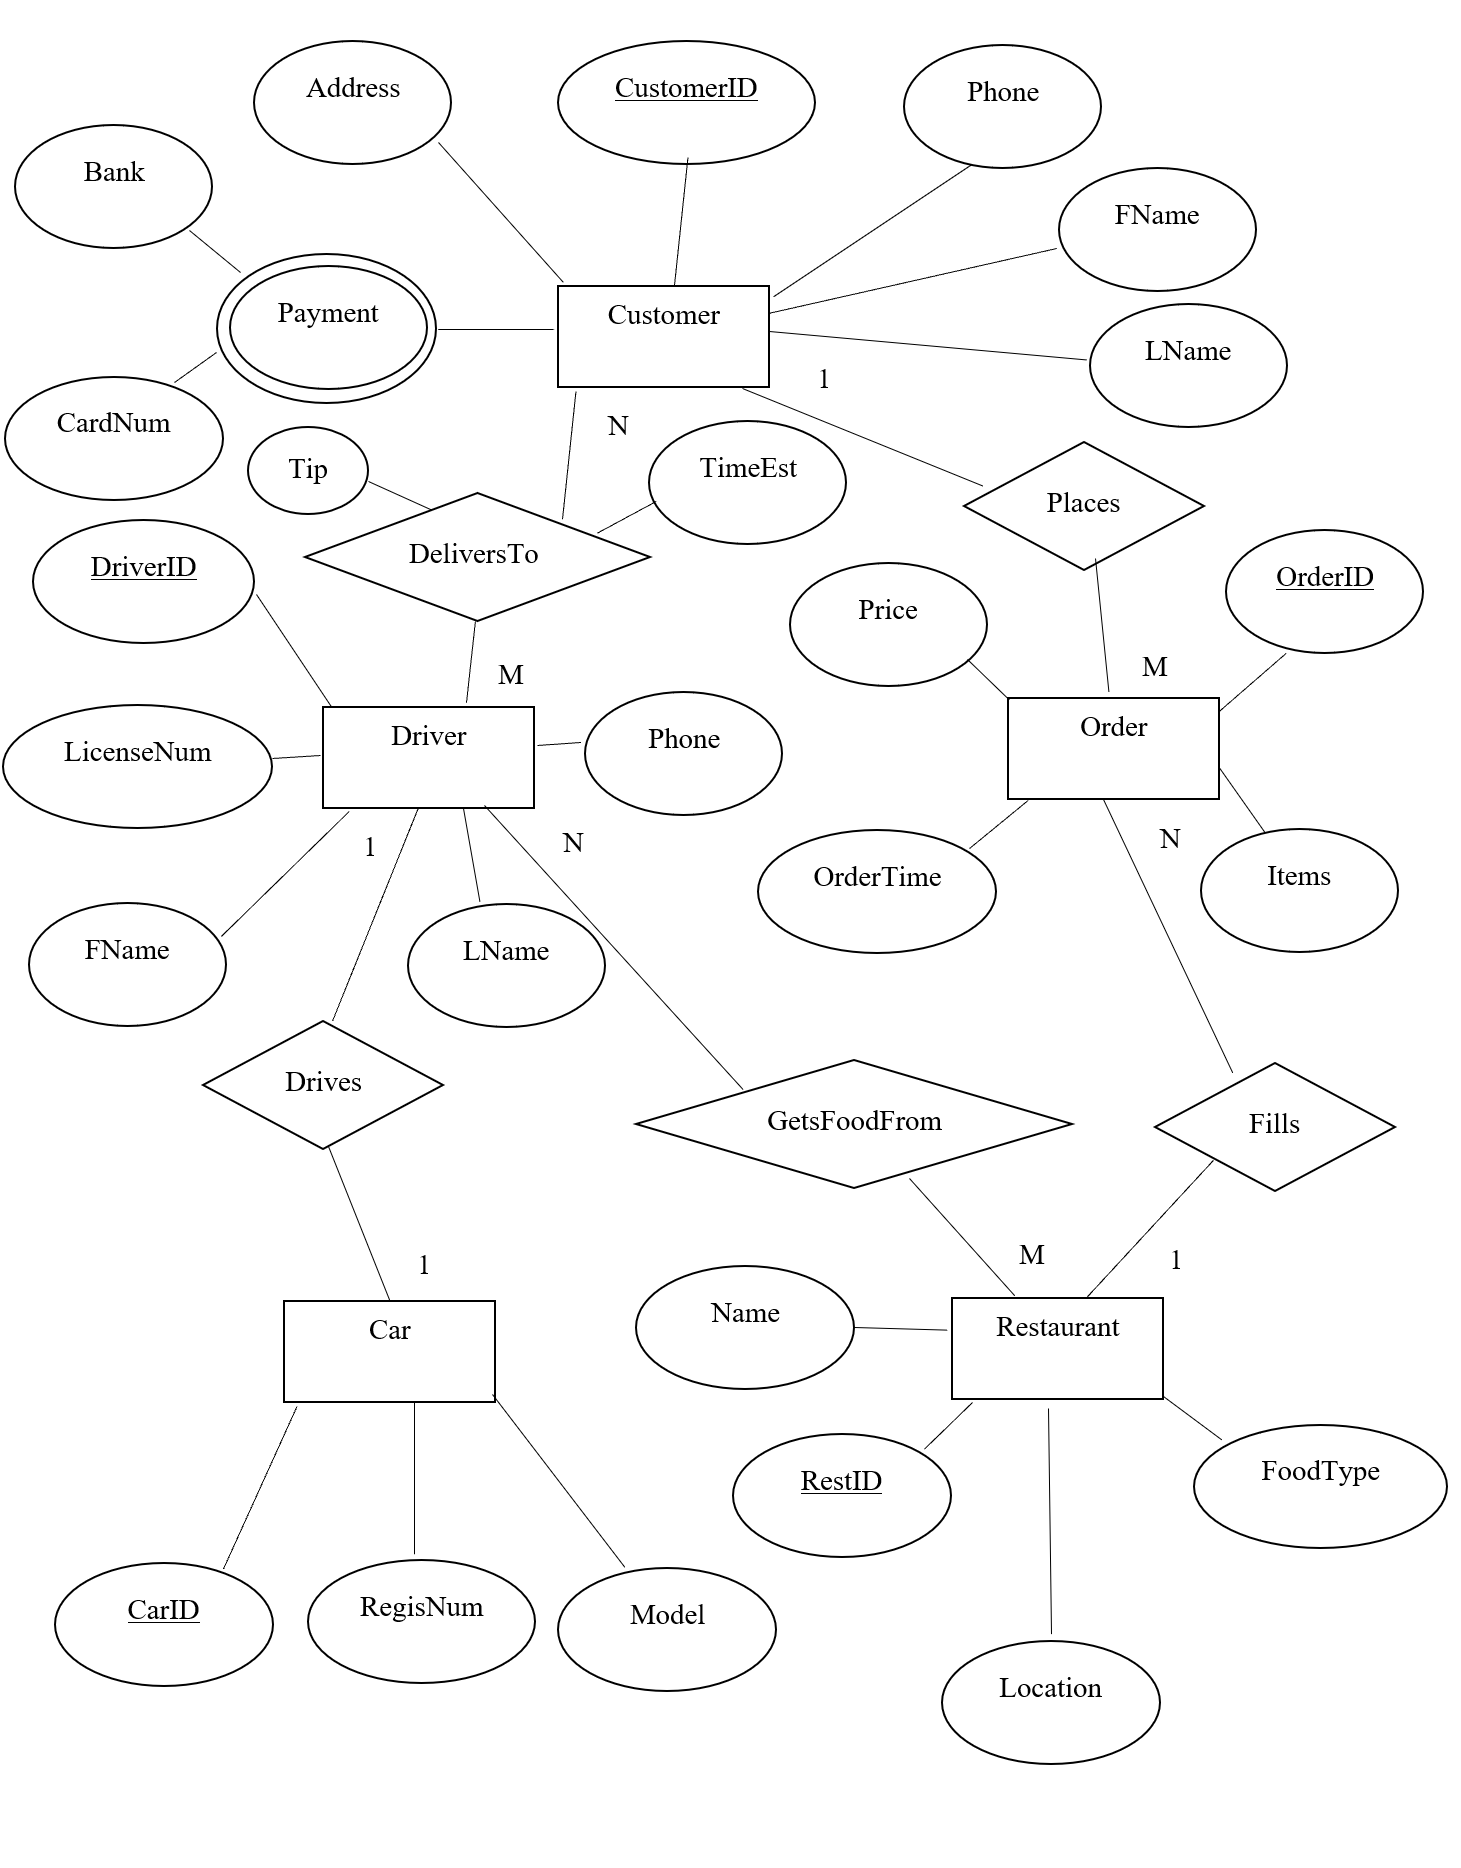 Address
CustomerID
Phone
Bank
FName
Payment
Customer
LName
1
CardNum
N
Tip
TimeEst
Places
DeliversTo
DriverID
OrderID
Price
M
M
Driver
Phone
Order
LicenseNum
1
N
N
OrderTime
Items
FName
LName
Drives
GetsFoodFrom
Fills
1
M
1
Name
Car
Restaurant
RestID
FoodType
CarID
RegisNum
Model
Location